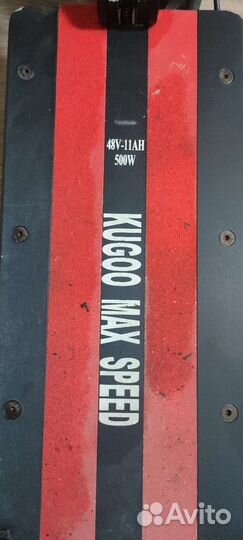 48V-11AH
500W
KUGOO MAX SPEED
Avito